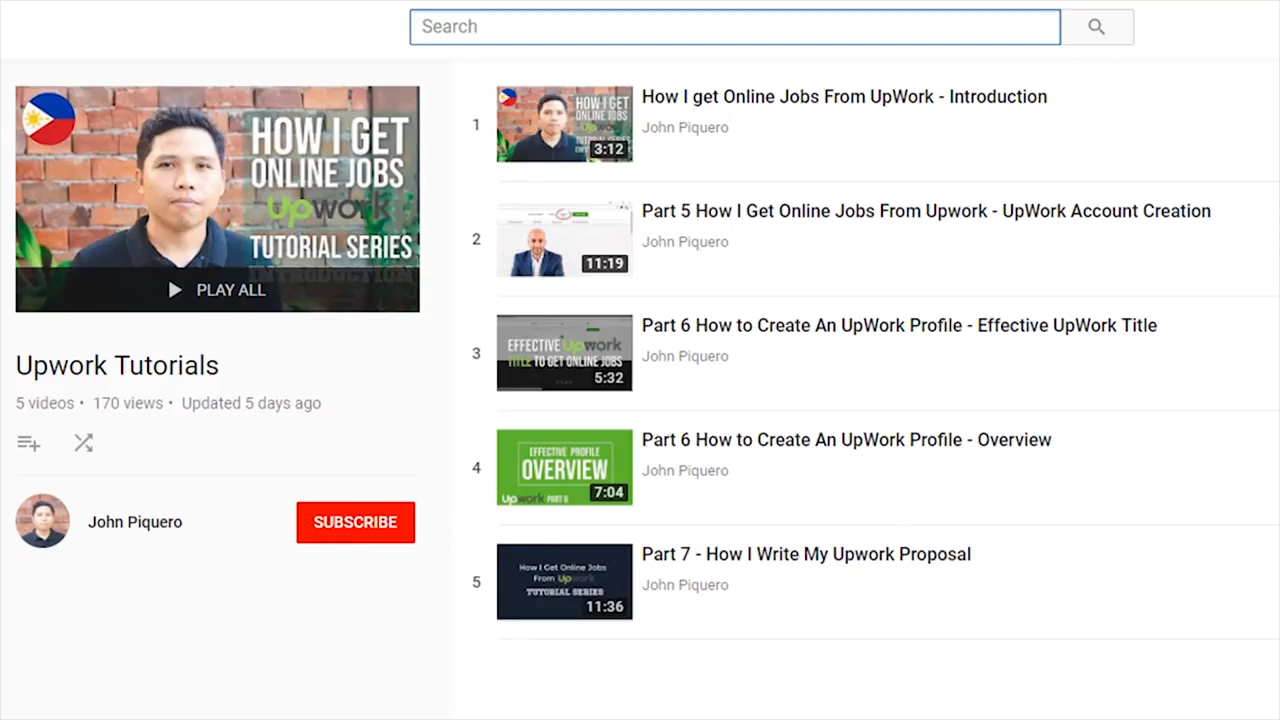 Search
HOW I GET
ONLINE JOBS
Upwork
TUTORIAL SERIES
INTRODUCTION
PLAY ALL
Upwork Tutorials
5 videos • 170 views • Updated 5 days ago
John Piquero
SUBSCRIBE
1
HOW I GET
ONLINE JOBS
Upwork
TUTORIAL SERIES
3:12
How I get Online Jobs From UpWork - Introduction
John Piquero
2
11:19
Part 5 How I Get Online Jobs From Upwork - UpWork Account Creation
John Piquero
3
EFFECTIVE Upwork
TITLE TO GET ONLINE JOBS
5:32
Part 6 How to Create An UpWork Profile - Effective UpWork Title
John Piquero
4
EFFECTIVE PROFILE
OVERVIEW
Upwork PART 6
7:04
Part 6 How to Create An UpWork Profile - Overview
John Piquero
5
How I Get Online Jobs
From Upwork
TUTORIAL SERIES
11:36
Part 7 - How I Write My Upwork Proposal
John Piquero